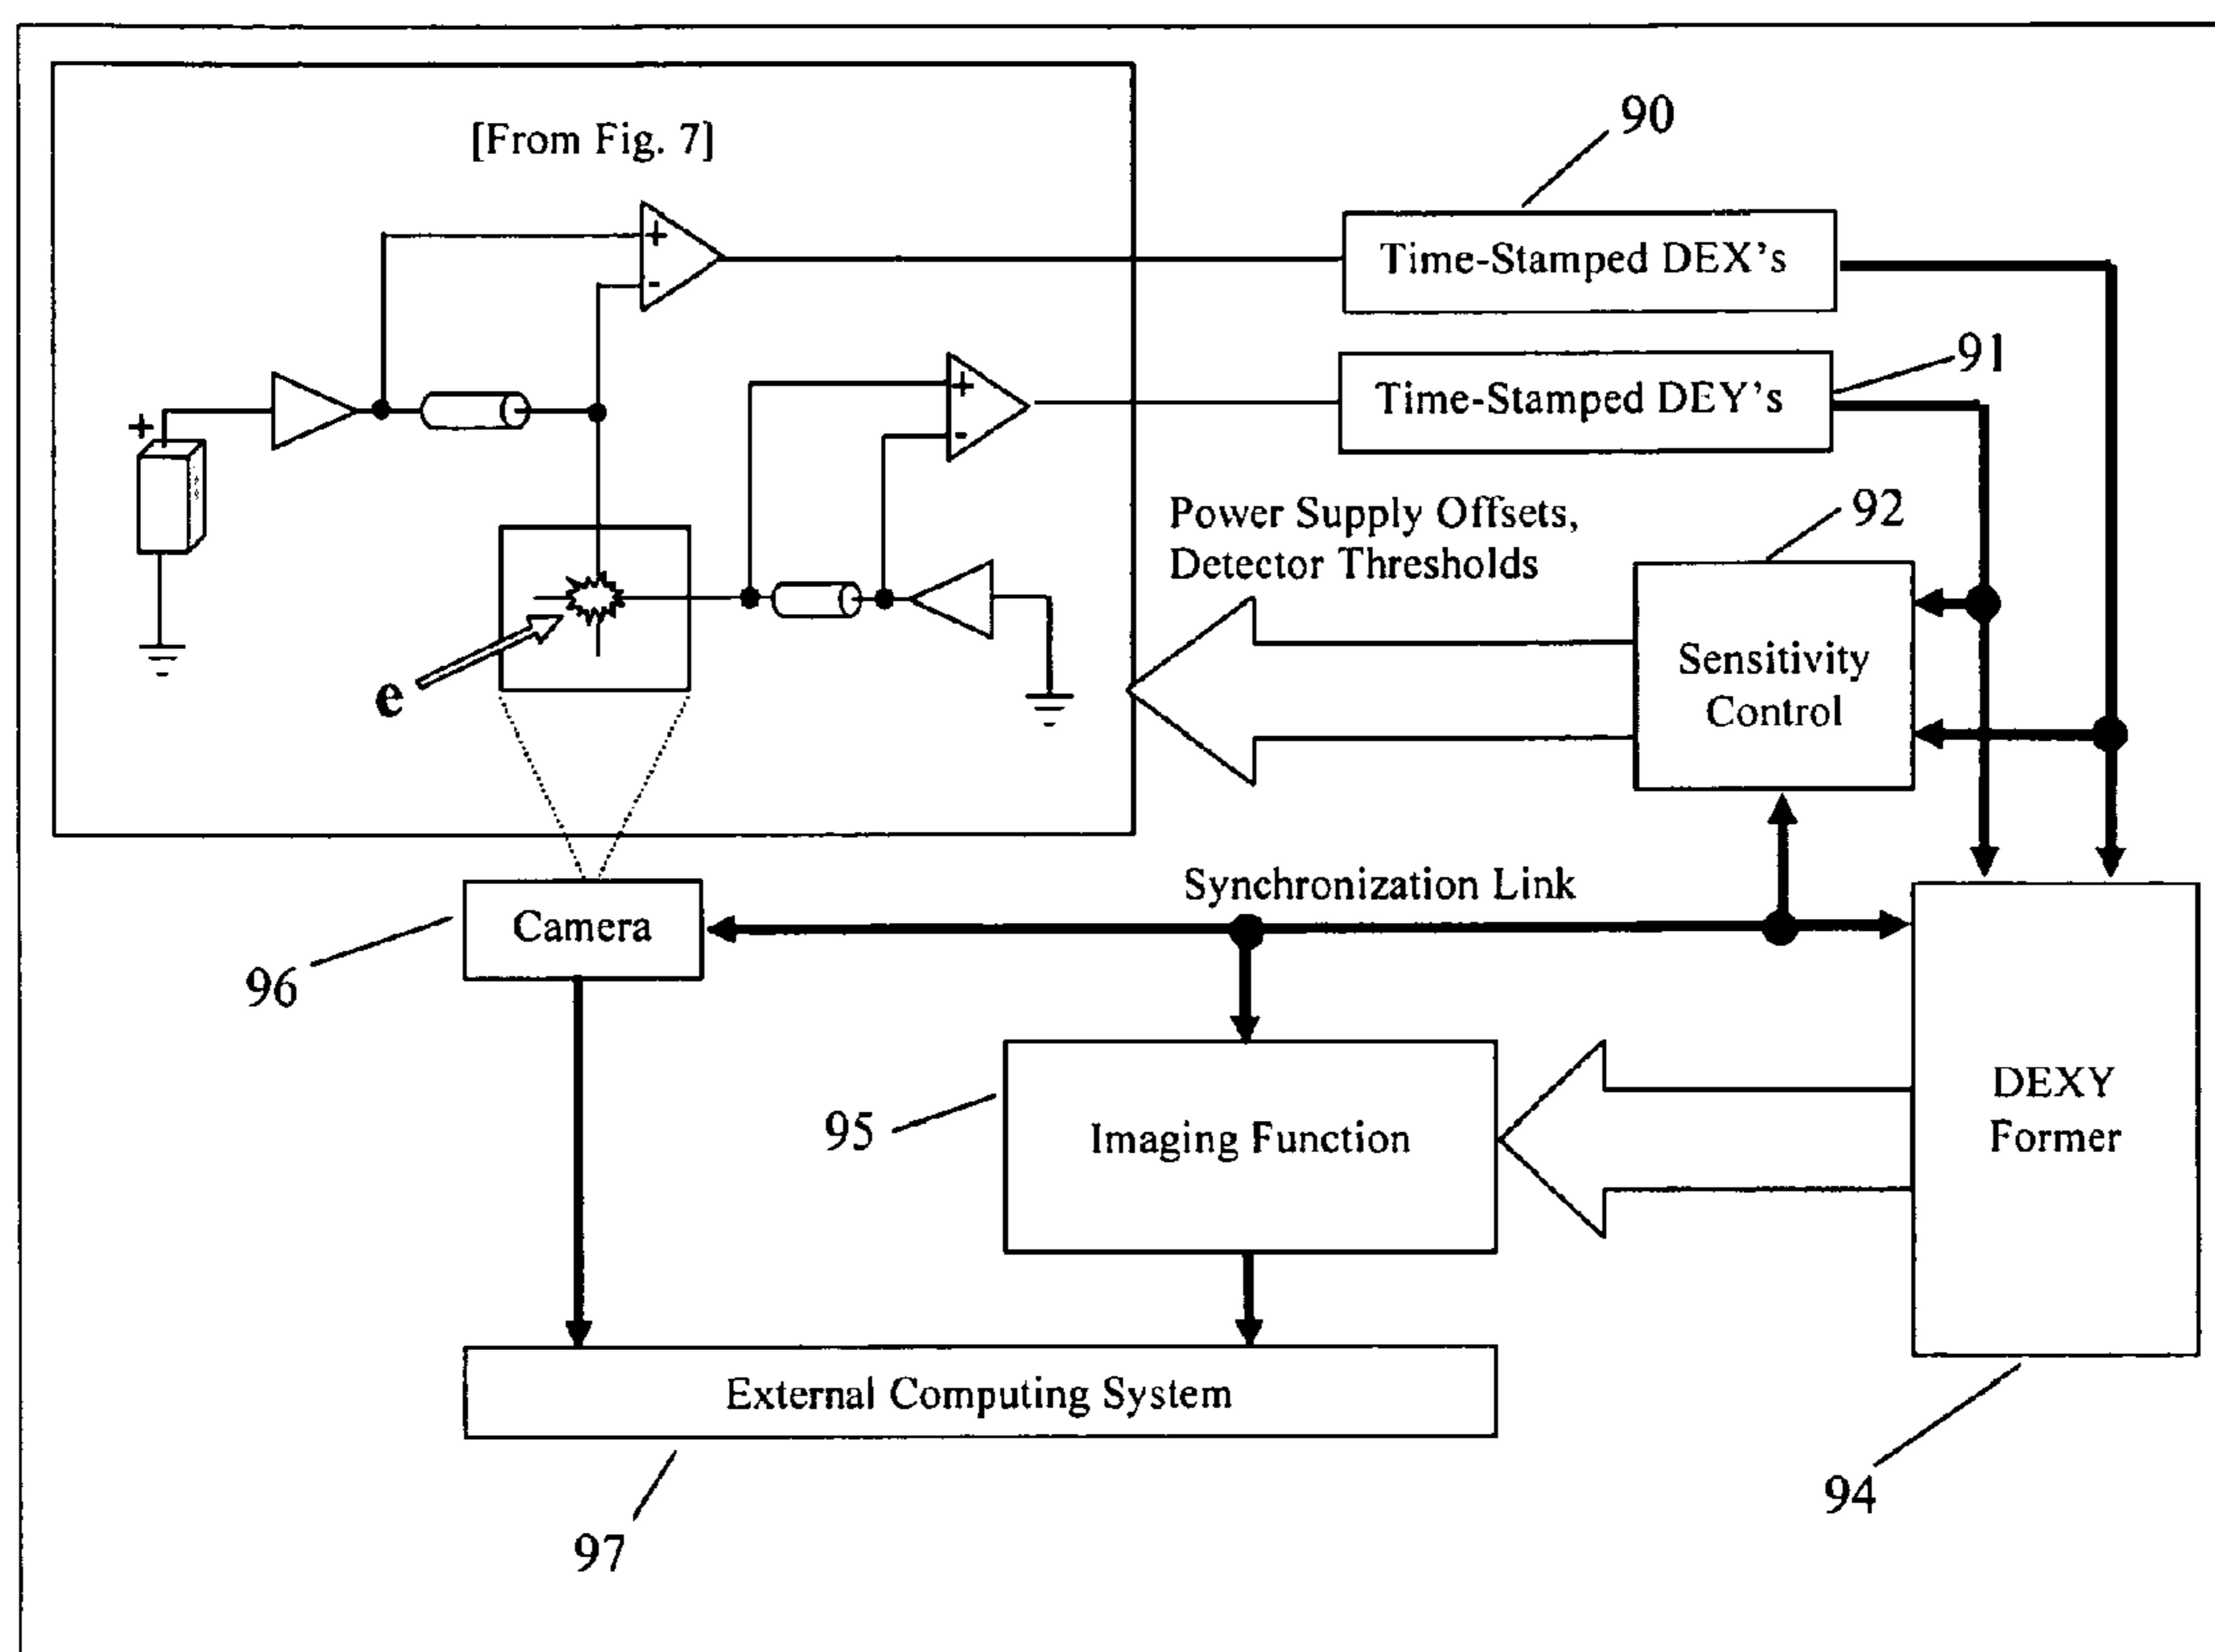 [From Fig. 7]
90
+
-
Time-Stamped DEX's
91
+
-
Time-Stamped DEY's
+
Power Supply Offsets,
Detector Thresholds
92
Sensitivity
Control
e
Synchronization Link
Camera
96
95
Imaging Function
DEXY
Former
External Computing System
94
97